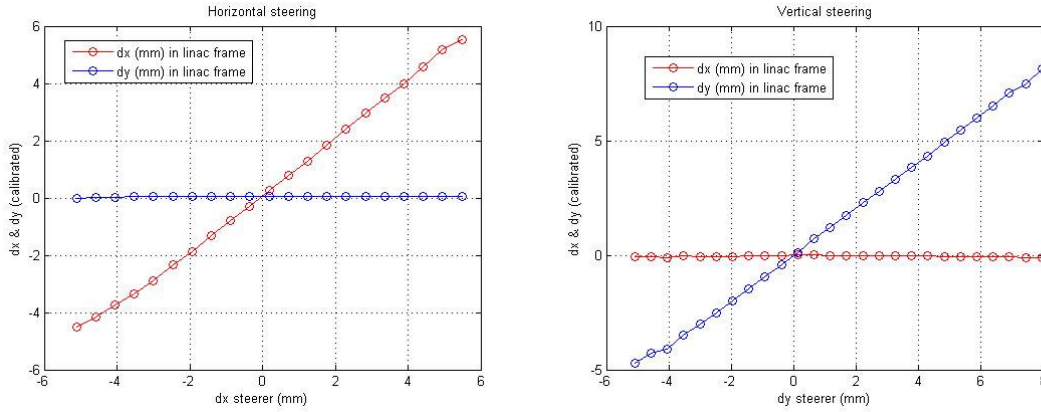 Horizontal steering
6
4
2
0
-2
-4
-6
dx & dy (calibrated)
dx (mm) in linac frame
dy (mm) in linac frame
-6
-4
-2
0
2
4
6
dx steerer (mm)
Vertical steering
10
5
0
-5
dx & dy (calibrated)
dx (mm) in linac frame
dy (mm) in linac frame
-6
-4
-2
0
2
4
6
8
dy steerer (mm)